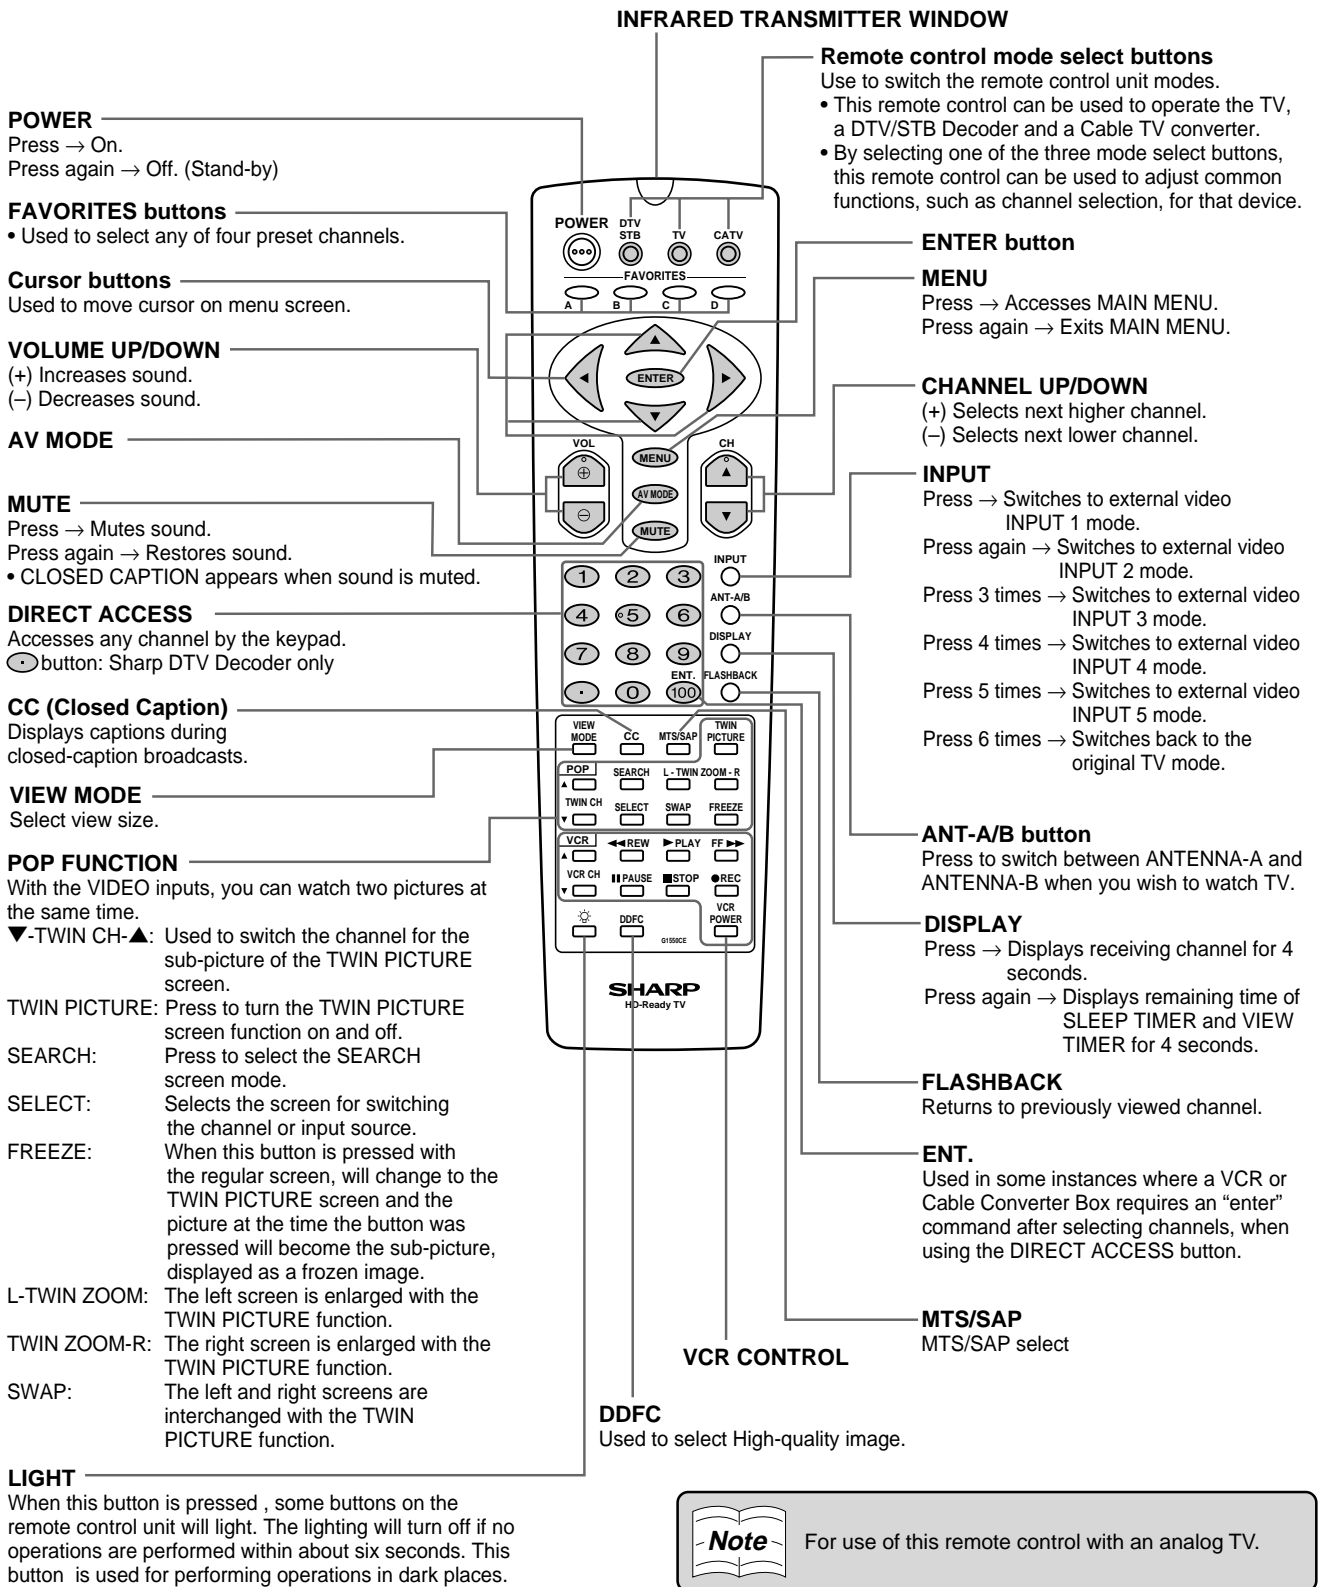 INFRARED TRANSMITTER WINDOW
Remote control mode select buttons
Use to switch the remote control unit modes.
• This remote control can be used to operate the TV,
a DTV/STB Decoder and a Cable TV converter.
• By selecting one of the three mode select buttons,
this remote control can be used to adjust common
functions, such as channel selection, for that device.
POWER
Press → On.
Press again → Off. (Stand-by)
FAVORITES buttons
• Used to select any of four preset channels.
Cursor buttons
Used to move cursor on menu screen.
VOLUME UP/DOWN
(+) Increases sound.
(–) Decreases sound.
AV MODE
MUTE
Press → Mutes sound.
Press again → Restores sound.
• CLOSED CAPTION appears when sound is muted.
DIRECT ACCESS
Accesses any channel by the keypad.
button: Sharp DTV Decoder only
CC (Closed Caption)
Displays captions during
closed-caption broadcasts.
VIEW MODE
Select view size.
POP FUNCTION
With the VIDEO inputs, you can watch two pictures at
the same time.
▼-TWIN CH-▲: Used to switch the channel for the
sub-picture of the TWIN PICTURE
screen.
TWIN PICTURE: Press to turn the TWIN PICTURE
screen function on and off.
SEARCH: Press to select the SEARCH
screen mode.
SELECT: Selects the screen for switching
the channel or input source.
FREEZE: When this button is pressed with
the regular screen, will change to the
TWIN PICTURE screen and the
picture at the time the button was
pressed will become the sub-picture,
displayed as a frozen image.
L-TWIN ZOOM: The left screen is enlarged with the
TWIN PICTURE function.
TWIN ZOOM-R: The right screen is enlarged with the
TWIN PICTURE function.
SWAP: The left and right screens are
interchanged with the TWIN
PICTURE function.
LIGHT
When this button is pressed , some buttons on the
remote control unit will light. The lighting will turn off if no
operations are performed within about six seconds. This
button is used for performing operations in dark places.
POWER DTV STB TV CATV
FAVORITES
A B C D
ENTER
VOL CH
MENU
AV MODE
MUTE
1 2 3 INPUT
4 5 6 ANT-A/B
7 8 9 DISPLAY
· 0 100 ENT. FLASHBACK
VIEW MODE CC MTS/SAP TWIN PICTURE
POP SEARCH L - TWIN ZOOM - R
TWIN CH SELECT SWAP FREEZE
VCR REW PLAY FF
VCR CH PAUSE STOP REC
DDFC VCR POWER
G1550CE
SHARP
HD-Ready TV
ENTER button
MENU
Press → Accesses MAIN MENU.
Press again → Exits MAIN MENU.
CHANNEL UP/DOWN
(+) Selects next higher channel.
(–) Selects next lower channel.
INPUT
Press → Switches to external video
INPUT 1 mode.
Press again → Switches to external video
INPUT 2 mode.
Press 3 times → Switches to external video
INPUT 3 mode.
Press 4 times → Switches to external video
INPUT 4 mode.
Press 5 times → Switches to external video
INPUT 5 mode.
Press 6 times → Switches back to the
original TV mode.
ANT-A/B button
Press to switch between ANTENNA-A and
ANTENNA-B when you wish to watch TV.
DISPLAY
Press → Displays receiving channel for 4
seconds.
Press again → Displays remaining time of
SLEEP TIMER and VIEW
TIMER for 4 seconds.
FLASHBACK
Returns to previously viewed channel.
ENT.
Used in some instances where a VCR or
Cable Converter Box requires an “enter”
command after selecting channels, when
using the DIRECT ACCESS button.
MTS/SAP
MTS/SAP select
VCR CONTROL
DDFC
Used to select High-quality image.
Note
For use of this remote control with an analog TV.